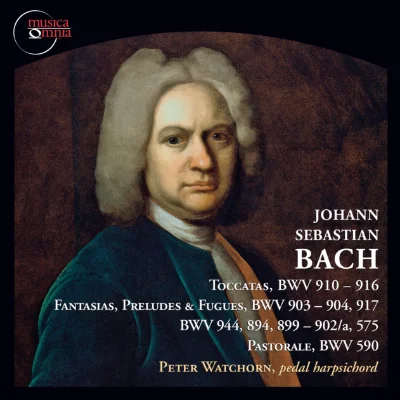 musica
Omnia
JOHANN
SEBASTIAN
BACH
TOCCATAS, BWV 910 – 916
FANTASIAS, PRELUDES & FUGUES, BWV 903 – 904, 917
BWV 944, 894, 899 – 902/a, 575
PASTORALE, BWV 590
PETER WATCHORN, pedal harpsichord